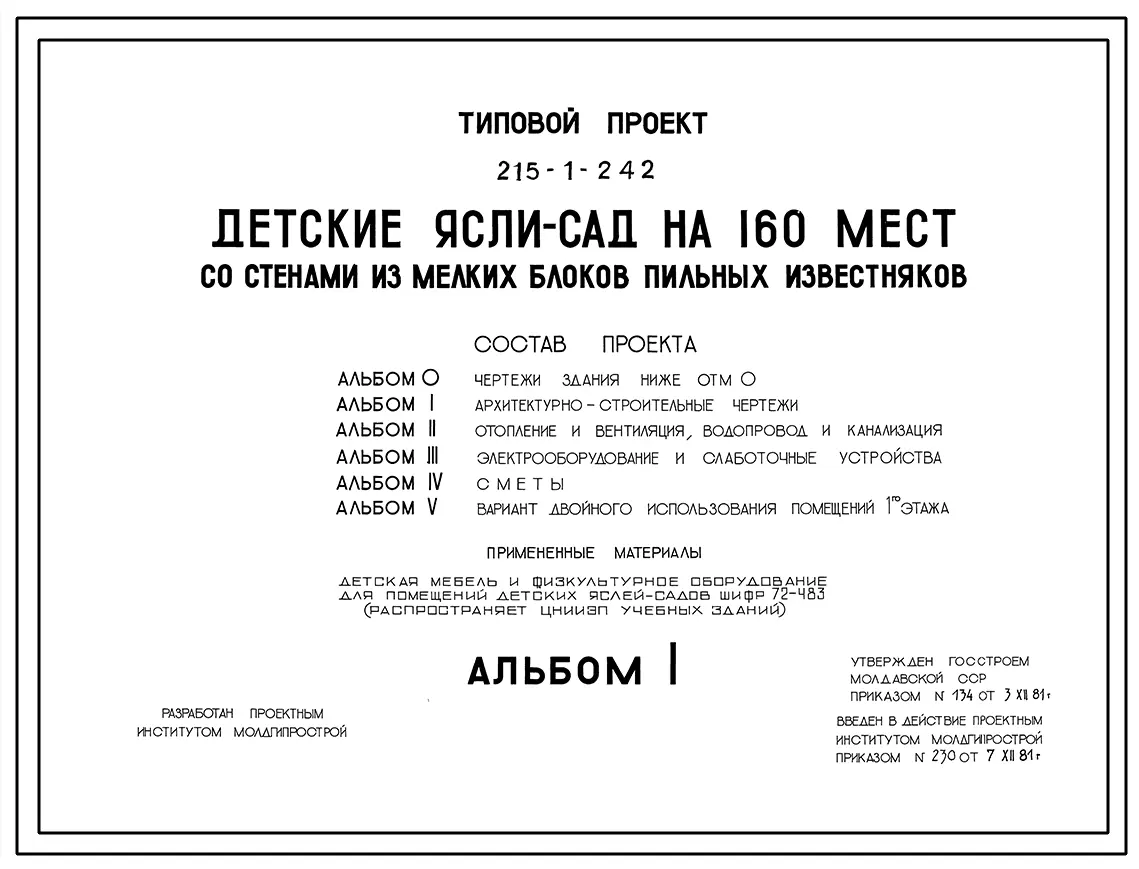 ТИПОВОЙ ПРОЕКТ
215-1-242
ДЕТСКИЕ ЯСЛИ-САД НА 160 МЕСТ
СО СТЕНАМИ ИЗ МЕЛКИХ БЛОКОВ ПИЛЬНЫХ ИЗВЕСТНЯКОВ
СОСТАВ ПРОЕКТА
АЛЬБОМ О ЧЕРТЕЖИ ЗДАНИЯ НИЖЕ ОТМ О
АЛЬБОМ I АРХИТЕКТУРНО-СТРОИТЕЛЬНЫЕ ЧЕРТЕЖИ
АЛЬБОМ II ОТОПЛЕНИЕ И ВЕНТИЛЯЦИЯ, ВОДОПРОВОД И КАНАЛИЗАЦИЯ
АЛЬБОМ III ЭЛЕКТРООБОРУДОВАНИЕ И СЛАБОТОЧНЫЕ УСТРОЙСТВА
АЛЬБОМ IV СМЕТЫ
АЛЬБОМ V ВАРИАНТ ДВОЙНОГО ИСПОЛЬЗОВАНИЯ ПОМЕЩЕНИЙ 1го ЭТАЖА
ПРИМЕНЕННЫЕ МАТЕРИАЛЫ
ДЕТСКАЯ МЕБЕЛЬ И ФИЗКУЛЬТУРНОЕ ОБОРУДОВАНИЕ
ДЛЯ ПОМЕЩЕНИЙ ДЕТСКИХ ЯСЛЕЙ-САДОВ ШИФР 72-483
(РАСПРОСТРАНЯЕТ ЦНИИЭП УЧЕБНЫХ ЗДАНИЙ)
АЛЬБОМ I
РАЗРАБОТАН ПРОЕКТНЫМ
ИНСТИТУТОМ МОЛДГИПРОСТРОЙ
УТВЕРЖДЕН ГОССТРОЕМ
МОЛДАВСКОЙ ССР
ПРИКАЗОМ N 134 ОТ 3 XII 81г
ВВЕДЕН В ДЕЙСТВИЕ ПРОЕКТНЫМ
ИНСТИТУТОМ МОЛДГИПРОСТРОЙ
ПРИКАЗОМ N 230 ОТ 7 XII 81г